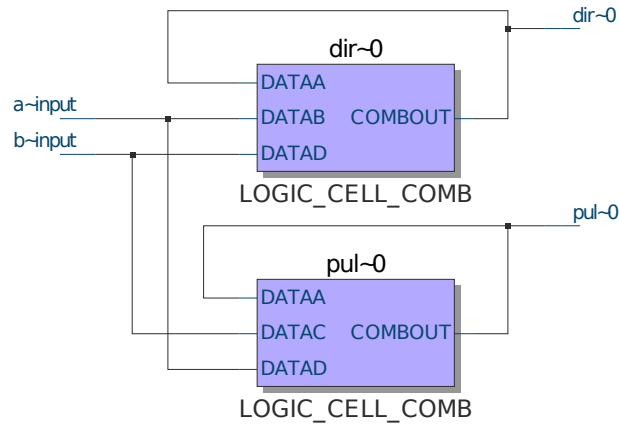 dir~0
dir~0
DATAA
a~input
DATAB COMBOUT
b~input
DATAD
LOGIC_CELL_COMB
pul~0
pul~0
DATAA
DATAC COMBOUT
DATAD
LOGIC_CELL_COMB